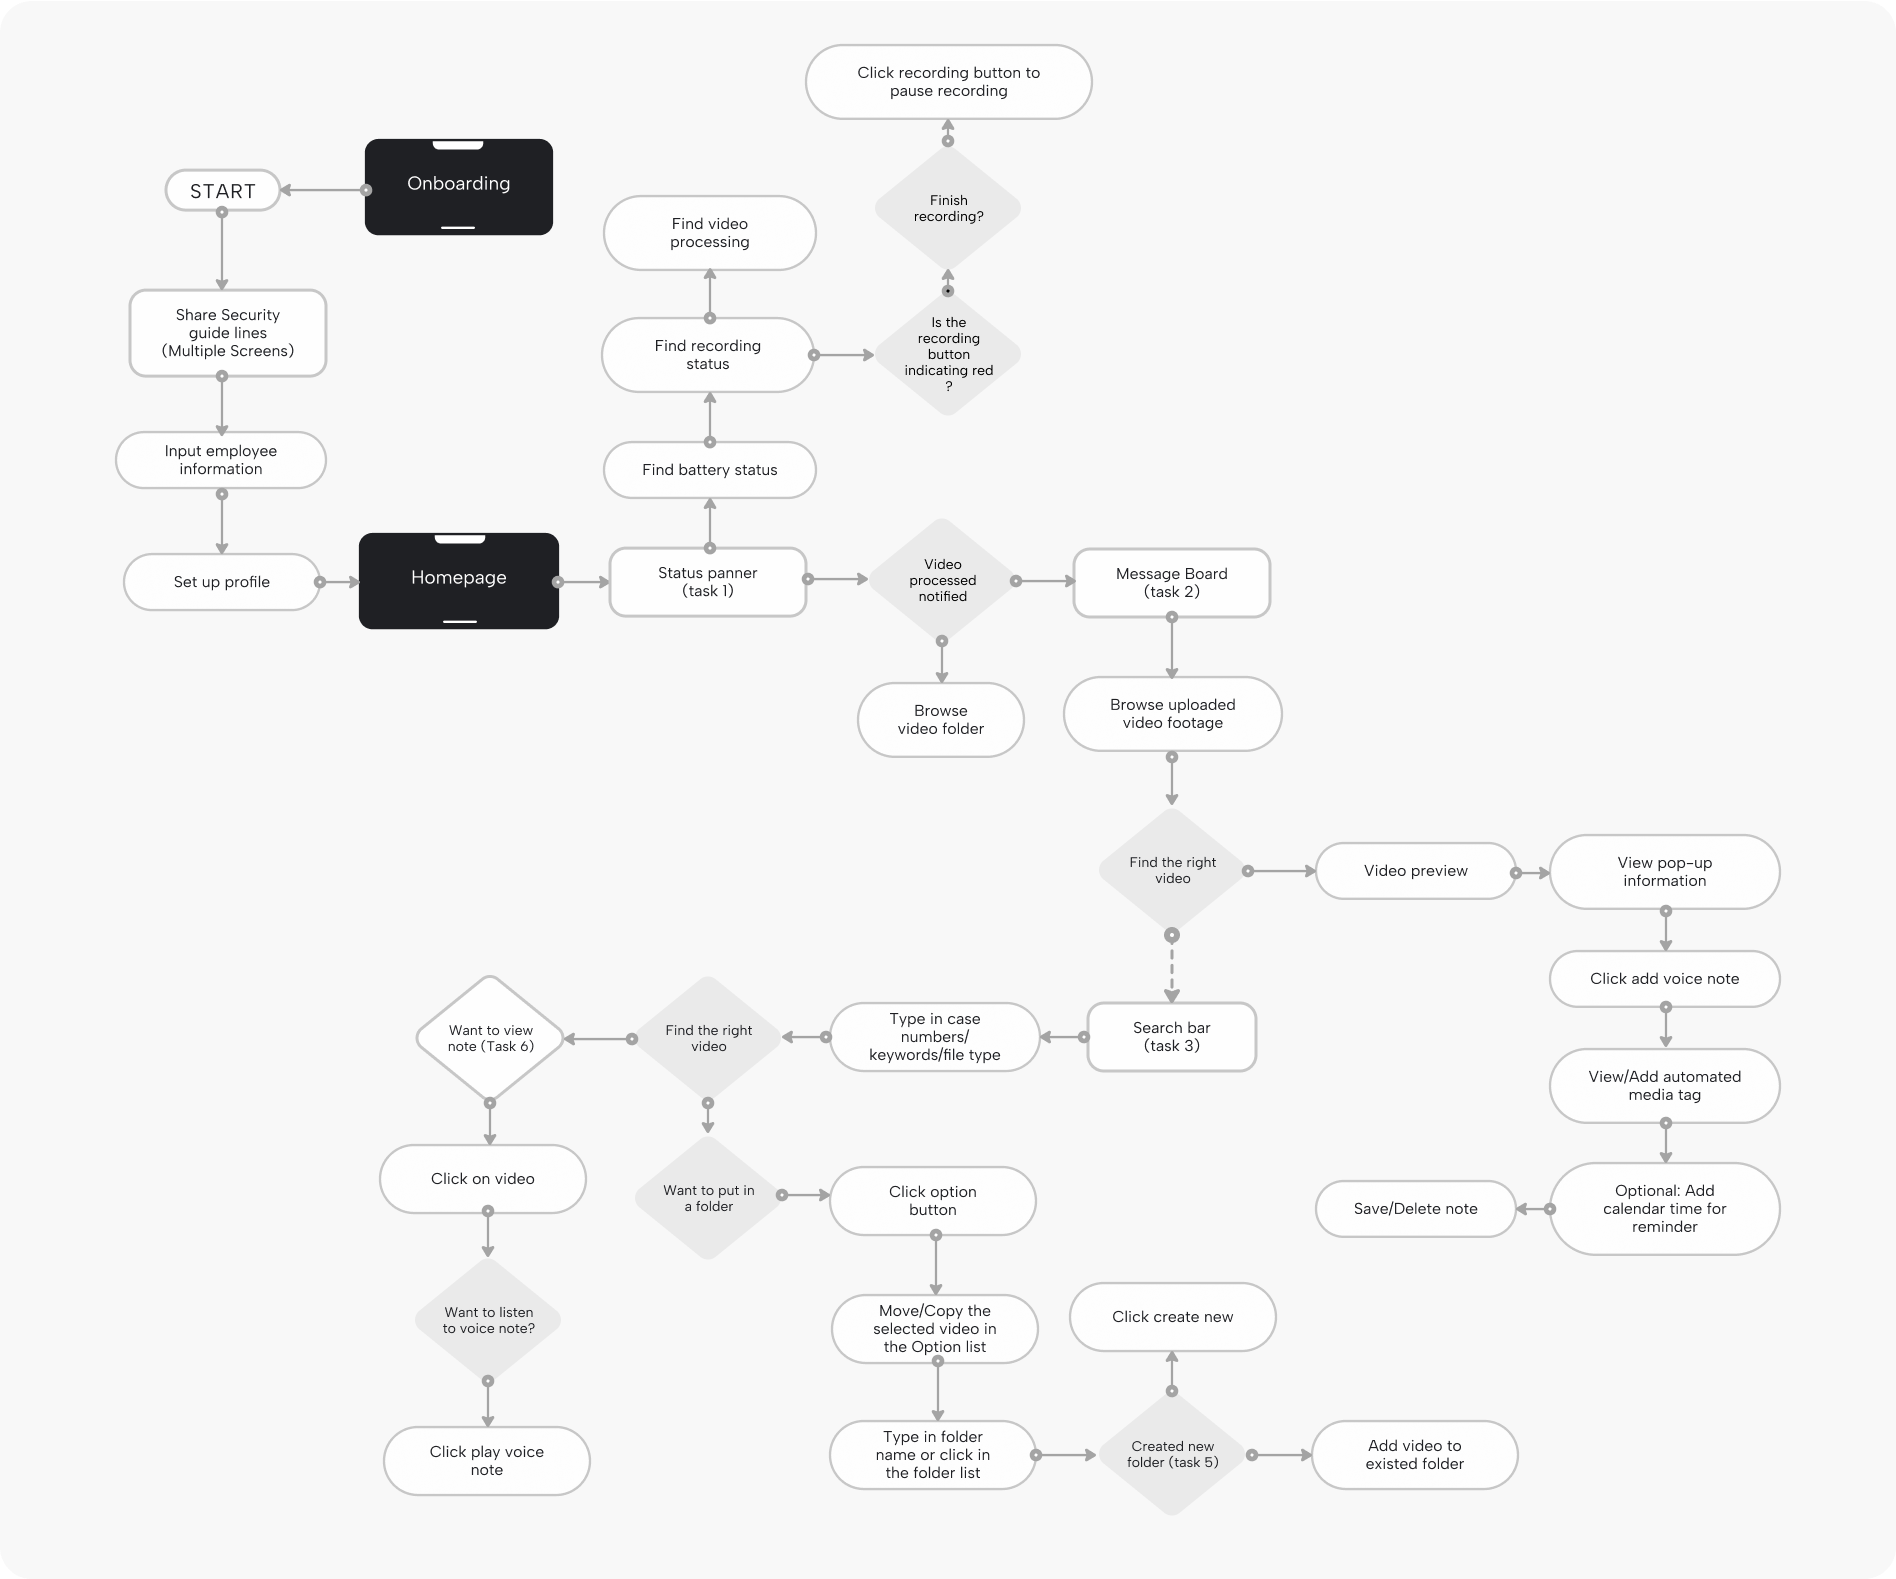 Click recording button to
pause recording
Onboarding
START
Finish
recording?
Find video
processing
Share Security
guide lines
(Multiple Screens)
Find recording
status
Is the
recording
button
indicating red
?
Input employee
information
Find battery status
Set up profile
Homepage
Status panner
(task 1)
Video
processed
notified
Message Board
(task 2)
Browse
video folder
Browse uploaded
video footage
Find the right
video
Video preview
View pop-up
information
Click add voice note
Want to view
note (Task 6)
Find the right
video
Type in case
numbers/
keywords/file type
Search bar
(task 3)
View/Add automated
media tag
Click on video
Want to put in
a folder
Click option
button
Save/Delete note
Optional: Add
calendar time for
reminder
Want to listen
to voice note?
Move/Copy the
selected video in
the Option list
Click create new
Click play voice
note
Type in folder
name or click in
the folder list
Created new
folder (task 5)
Add video to
existed folder